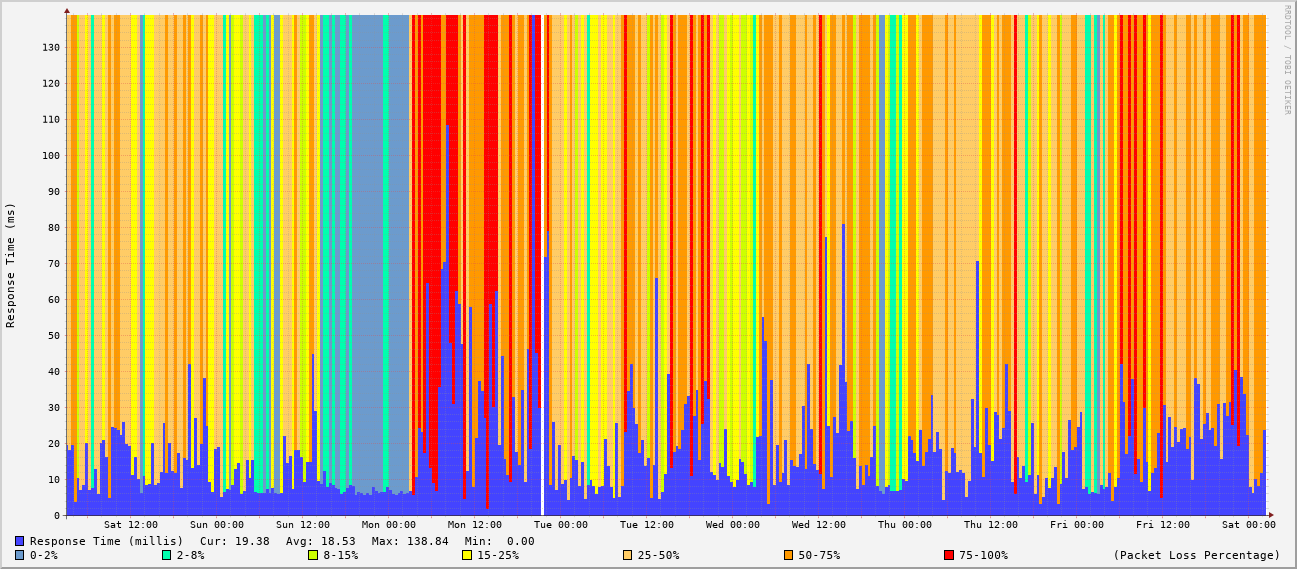 RRDTOOL / TOBI OETIKER
Response Time (ms)
130
120
110
100
90
80
70
60
50
40
30
20
10
0
Sat 12:00 Sun 00:00 Sun 12:00 Mon 00:00 Mon 12:00 Tue 00:00 Tue 12:00 Wed 00:00 Wed 12:00 Thu 00:00 Thu 12:00 Fri 00:00 Fri 12:00 Sat 00:00
Response Time (millis) Cur: 19.38 Avg: 18.53 Max: 138.84 Min: 0.00
0-2% 2-8% 8-15% 15-25% 25-50% 50-75% 75-100% (Packet Loss Percentage)